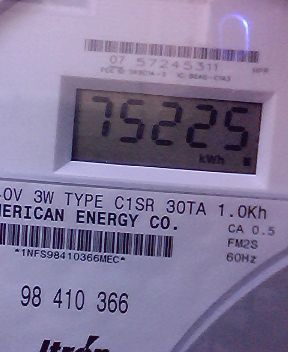 07 57245311
75225
kWh
0V 3W TYPE C1SR 30TA 1.0Kh
MERICAN ENERGY CO.
CA 0.5
FM2S
60Hz
*1NFS98410366MEC*
98 410 366
Itrón